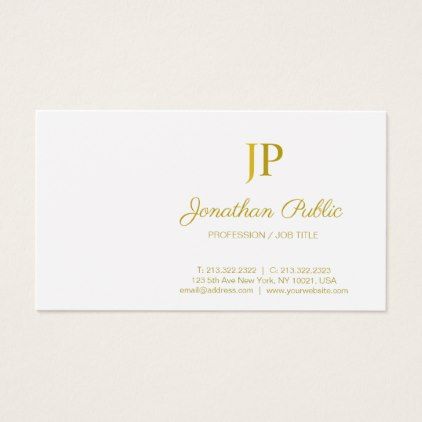 JP
Jonathan Public
PROFESSION / JOB TITLE
T: 213.322.2322 | C: 213.322.2323
123 5th Ave New York, NY 10021, USA
email@address.com | www.yourwebsite.com